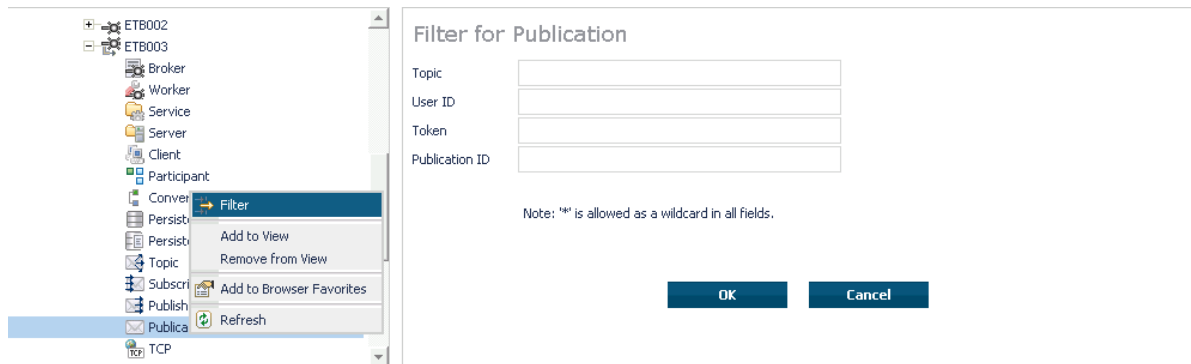 ETB002
ETB003
Broker
Worker
Service
Server
Client
Participant
Conver
Persist
Persist
Topic
Subscri
Publish
Publica
TCP
Filter
Add to View
Remove from View
Add to Browser Favorites
Refresh
Filter for Publication
Topic
User ID
Token
Publication ID
Note: '*' is allowed as a wildcard in all fields.
OK
Cancel